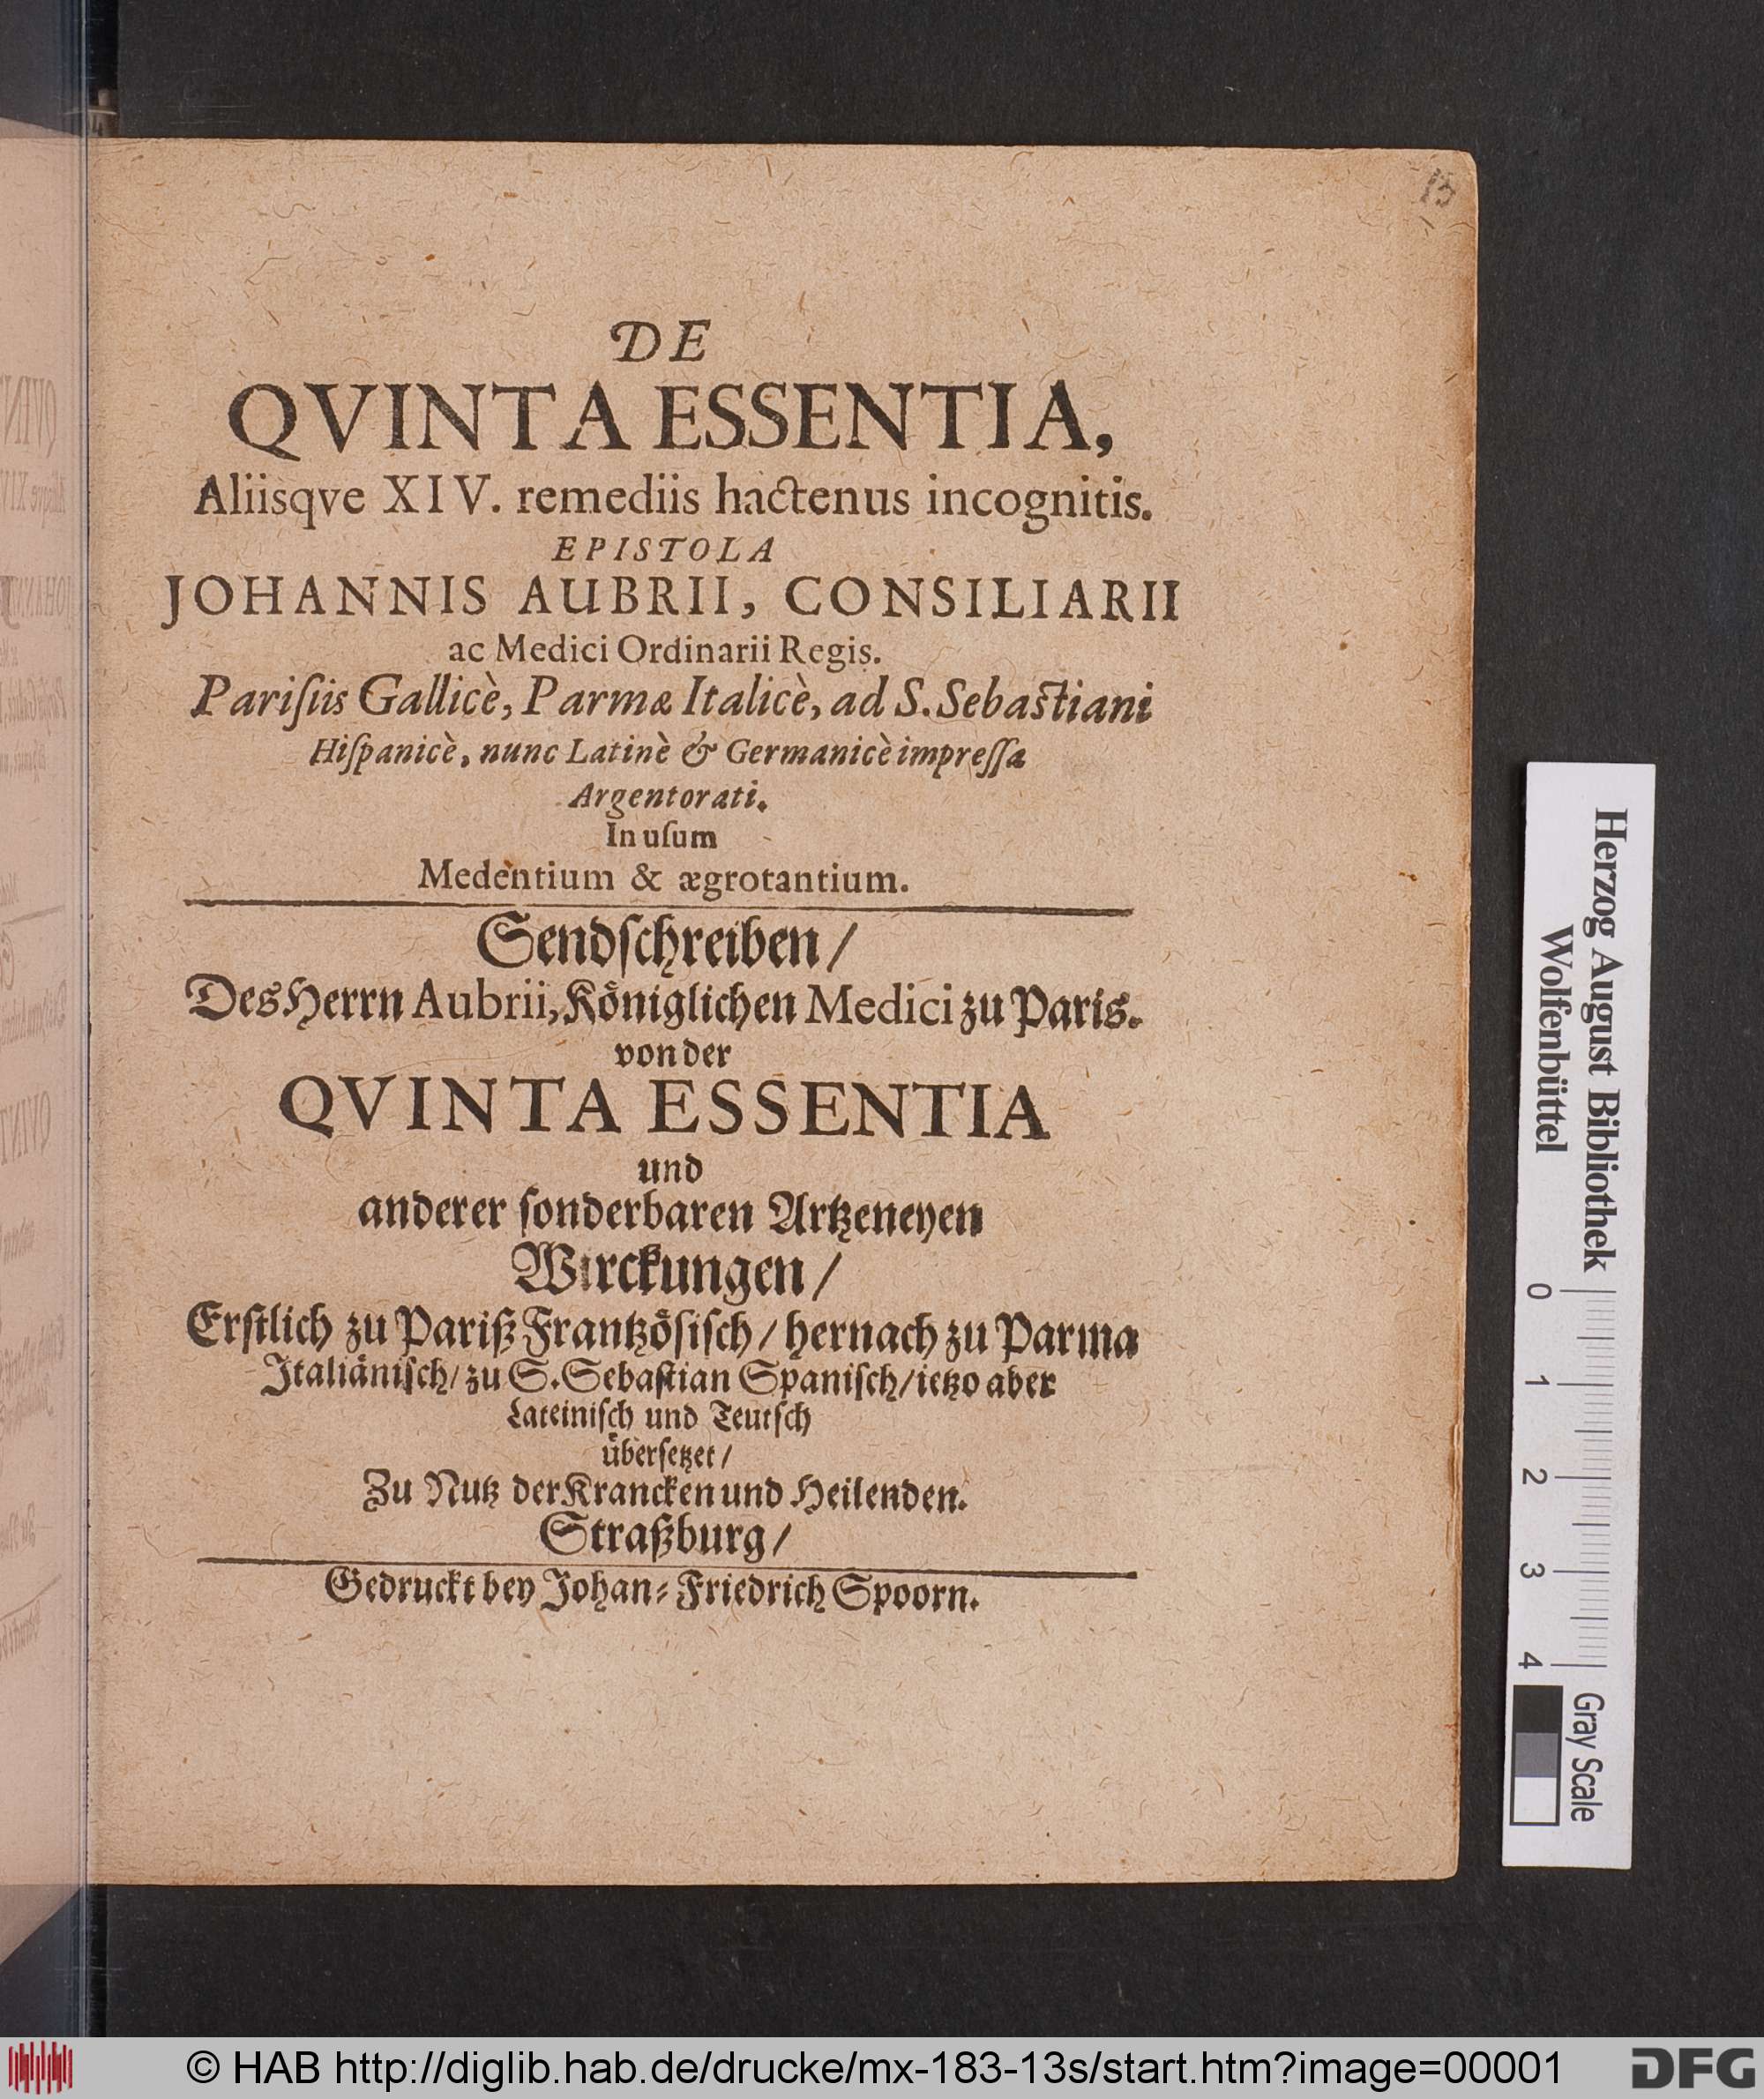 13
DE
QVINTA ESSENTIA,
Aliisqve XIV. remediis hactenus incognitis.
EPISTOLA
JOHANNIS AUBRII, CONSILIARII
ac Medici Ordinarii Regis.
Pariſiis Gallicè, Parmæ Italicè, ad S. Sebastiani
Hiſpanicè, nunc Latinè & Germanicè impreſſa
Argentorati.
In uſum
Medentium & ægrotantium.
Sendſchreiben/
Des Herrn Aubrii, Königlichen Medici zu Paris.
von der
QVINTA ESSENTIA
und
anderer ſonderbaren Artzeneyen
Wirckungen/
Erſtlich zu Pariß Frantzöſiſch/ hernach zu Parma
Italiäniſch/ zu S. Sebaſtian Spaniſch/ ietzo aber
Lateiniſch und Teutſch
überſetzet/
Zu Nutz der Krancken und Heilenden.
Straßburg/
Gedruckt bey Johan-Friedrich Spoorn.
Herzog August Bibliothek
Wolfenbüttel
0 1 2 3 4
Gray Scale
© HAB http://diglib.hab.de/drucke/mx-183-13s/start.htm?image=00001
DFG